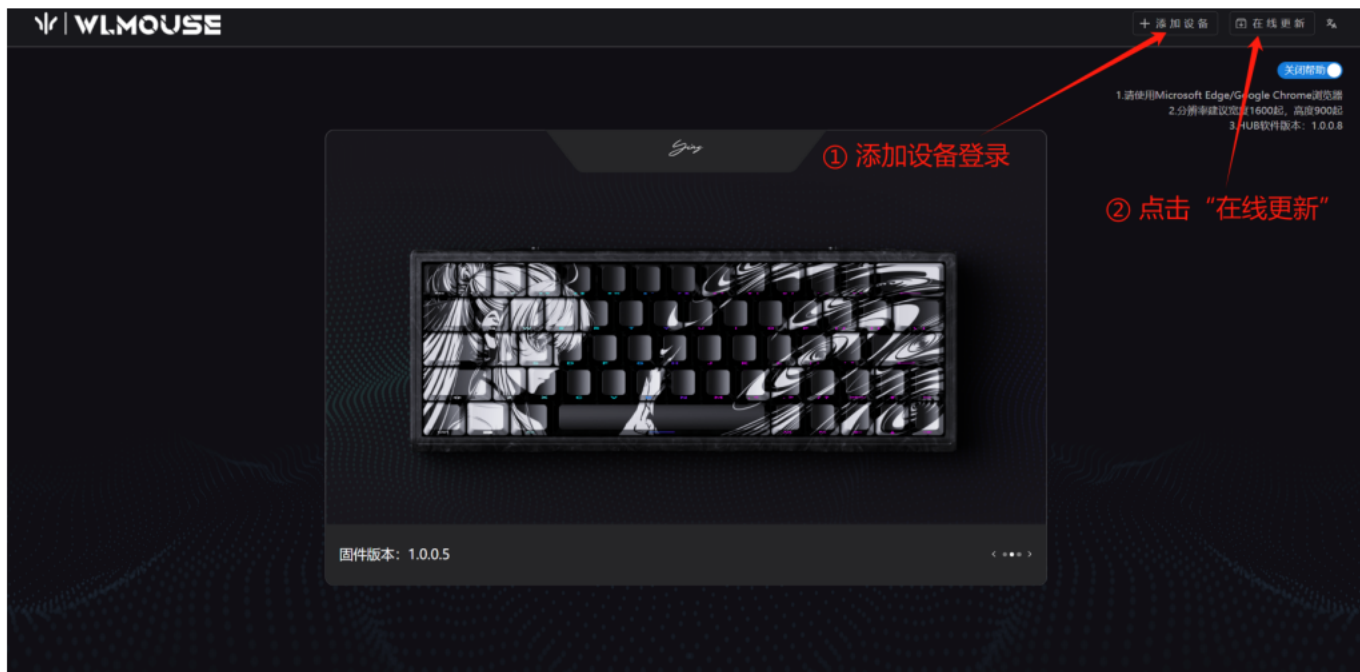 WLMOUSE
+ 添加设备
在线更新
关闭帮助
1.请使用Microsoft Edge/Google Chrome浏览器
2.分辨率建议宽度1600起，高度900起
3.HUB软件版本：1.0.0.8
Ying
① 添加设备登录
② 点击“在线更新”
固件版本：1.0.0.5